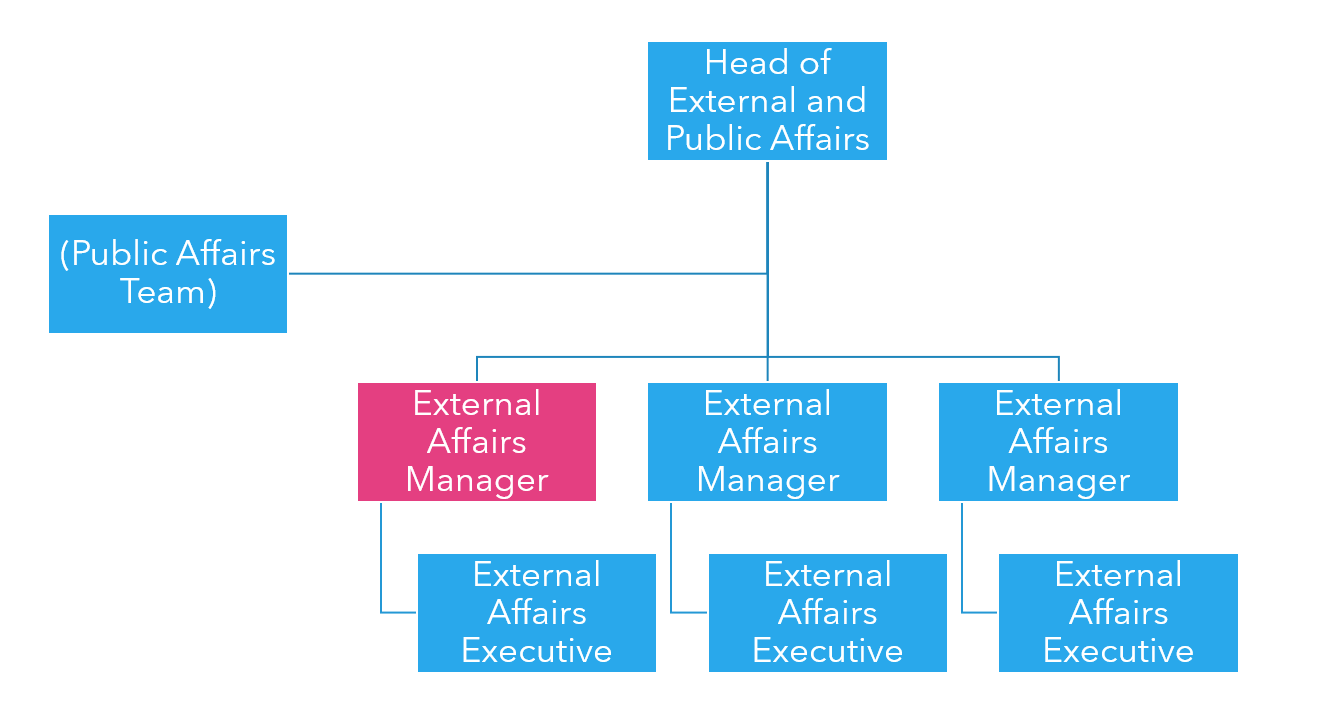 Head of
External and
Public Affairs
(Public Affairs
Team)
External
Affairs
Manager
External
Affairs
Manager
External
Affairs
Manager
External
Affairs
Executive
External
Affairs
Executive
External
Affairs
Executive